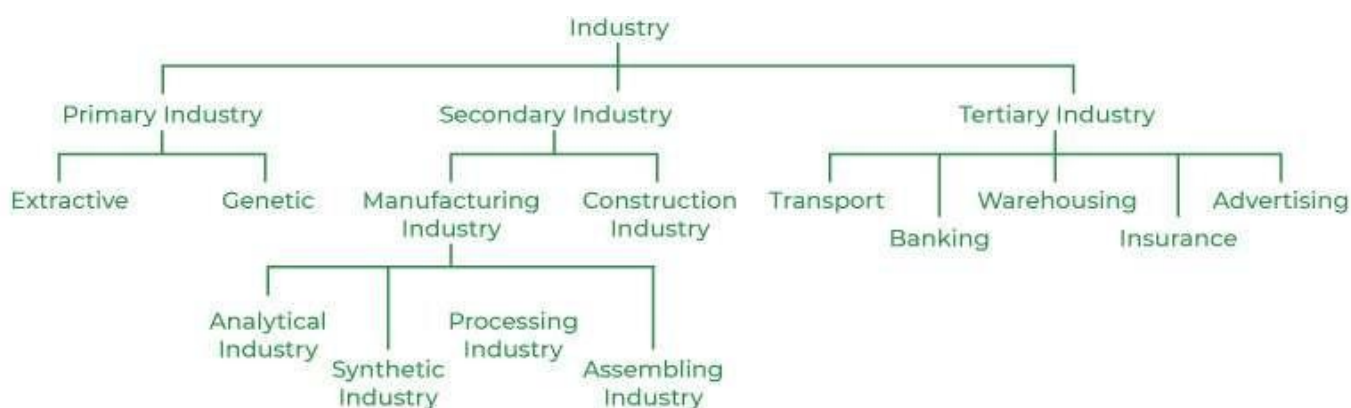 Industry
Primary Industry
Secondary Industry
Tertiary Industry
Extractive
Genetic
Manufacturing
Industry
Construction
Industry
Transport
Banking
Warehousing
Insurance
Advertising
Analytical
Industry
Synthetic
Industry
Processing
Industry
Assembling
Industry